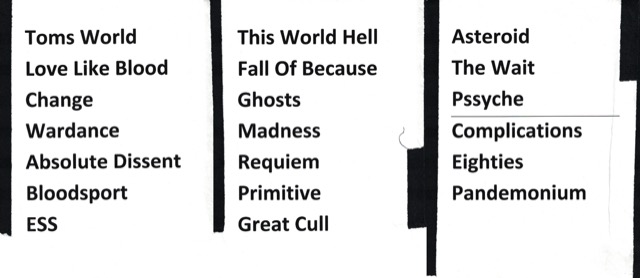 Toms World
Love Like Blood
Change
Wardance
Absolute Dissent
Bloodsport
ESS
This World Hell
Fall Of Because
Ghosts
Madness
Requiem
Primitive
Great Cull
Asteroid
The Wait
Pssyche
Complications
Eighties
Pandemonium